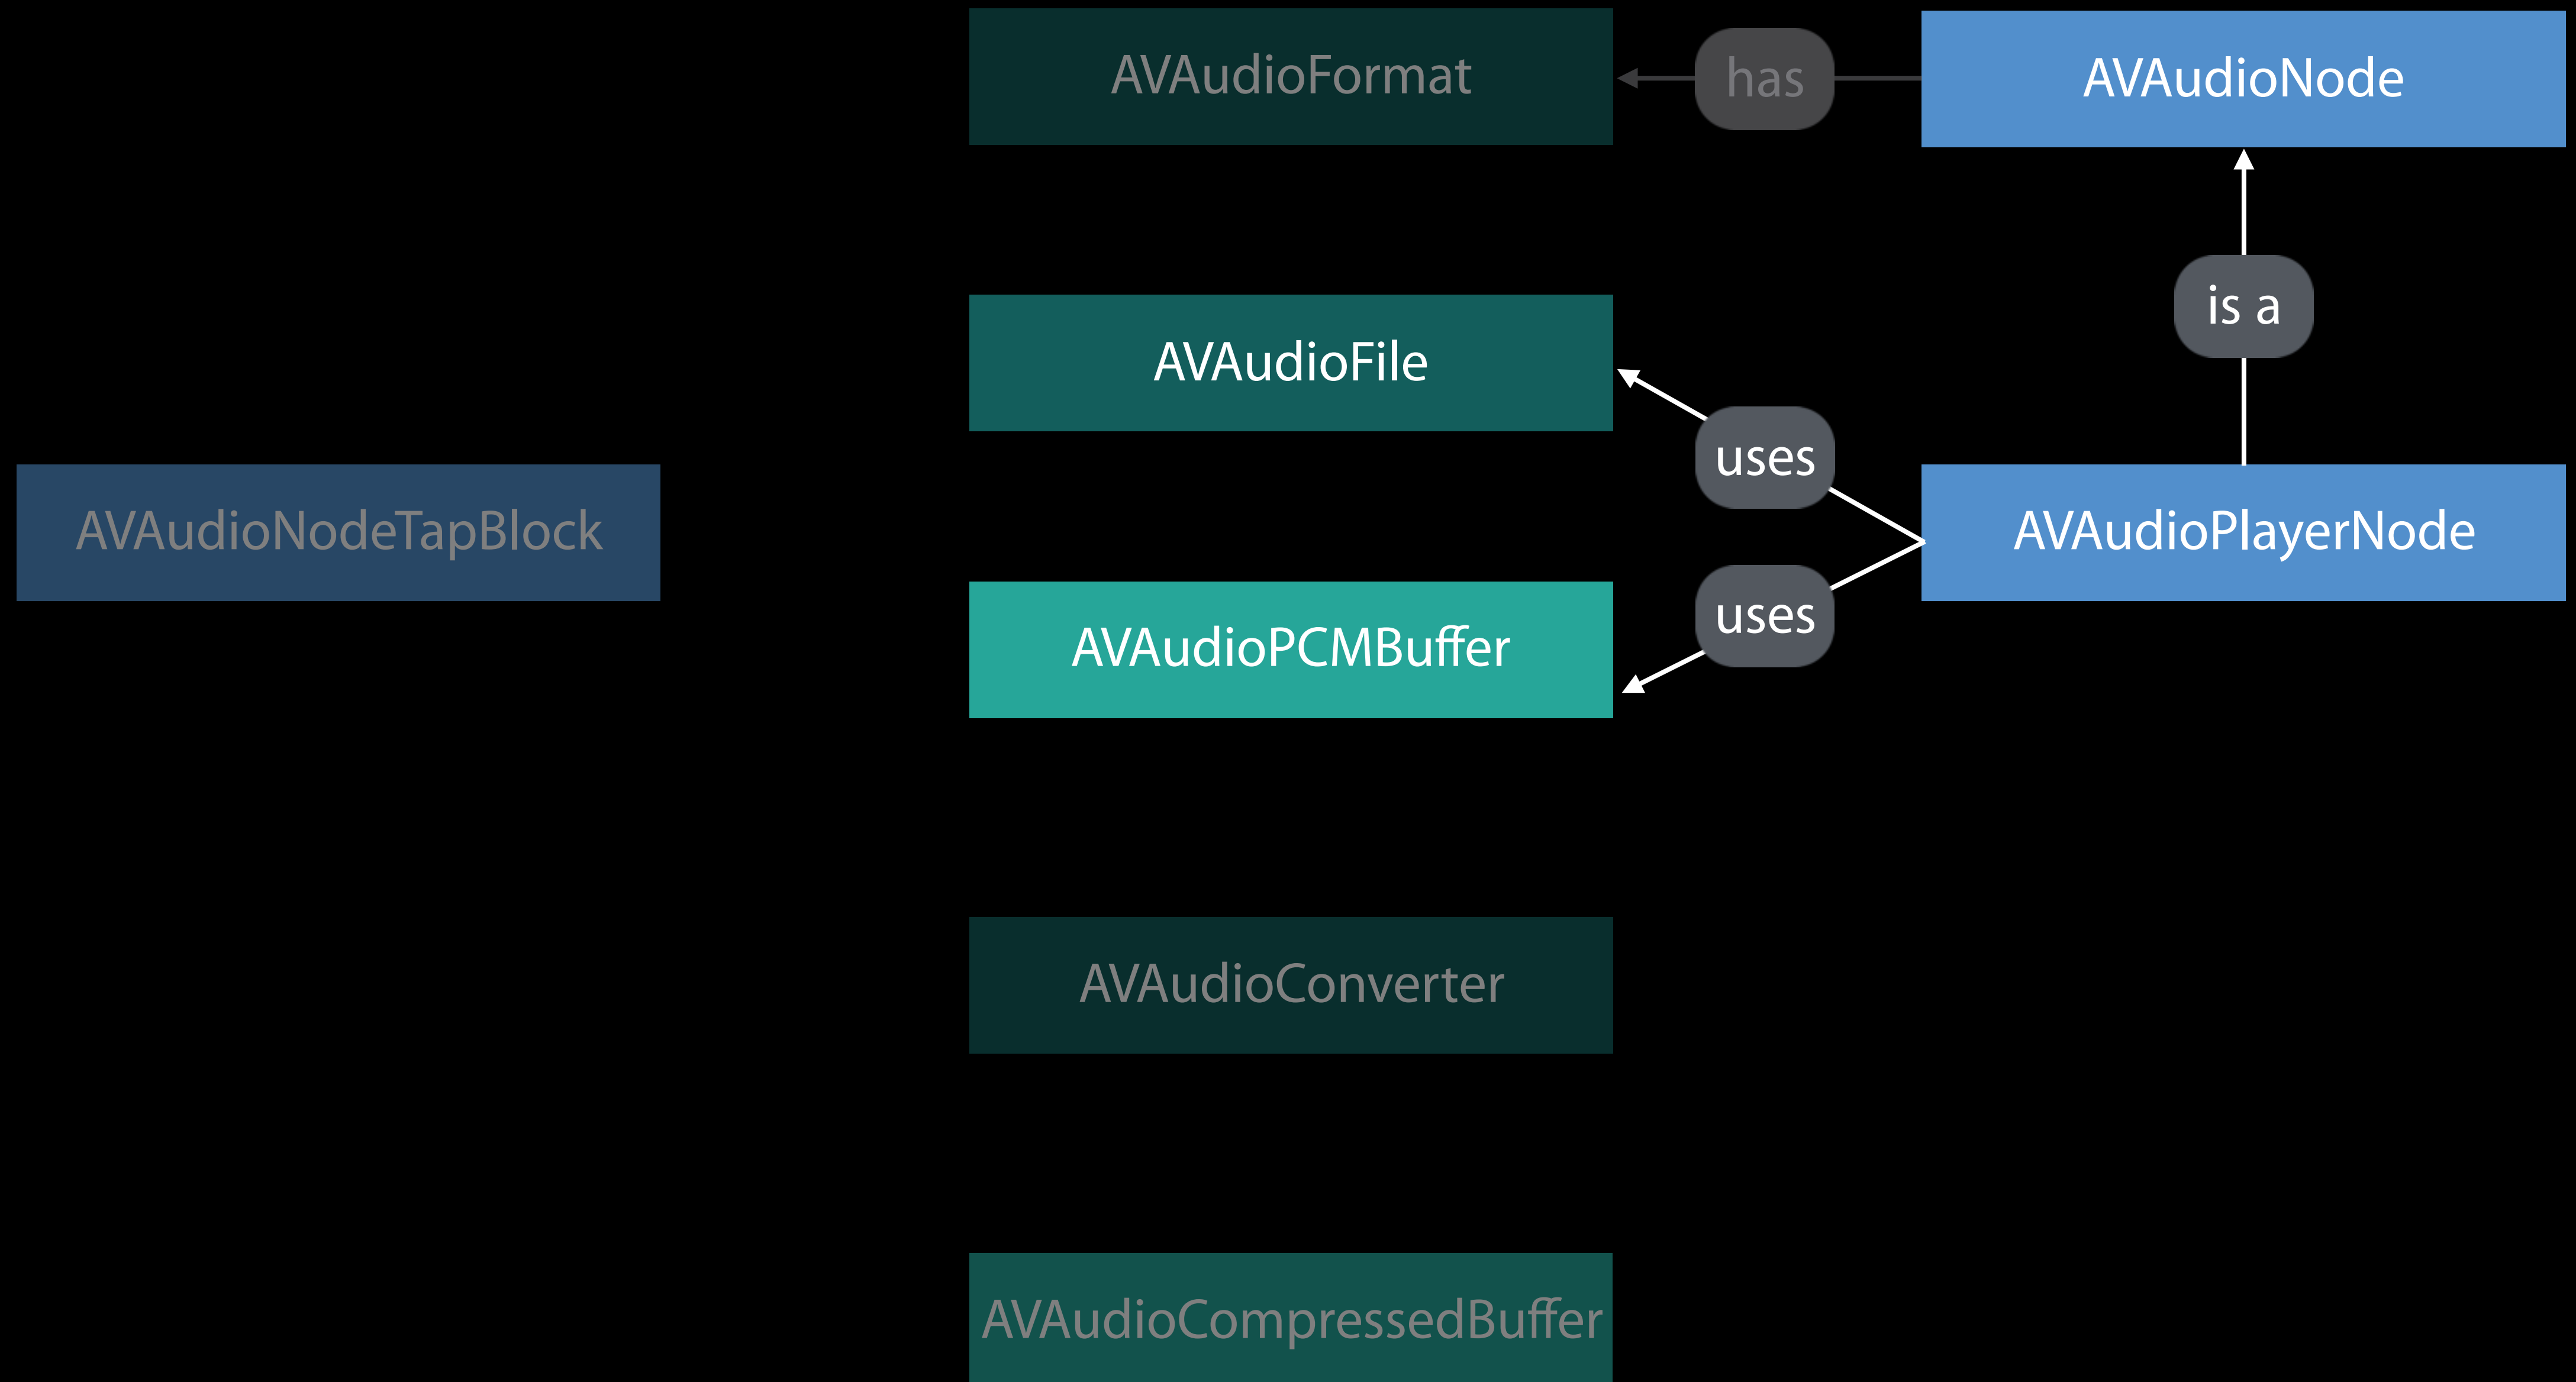 AVAudioFormat
has
AVAudioNode
is a
AVAudioFile
uses
AVAudioNodeTapBlock
AVAudioPlayerNode
uses
AVAudioPCMBuffer
AVAudioConverter
AVAudioCompressedBuffer